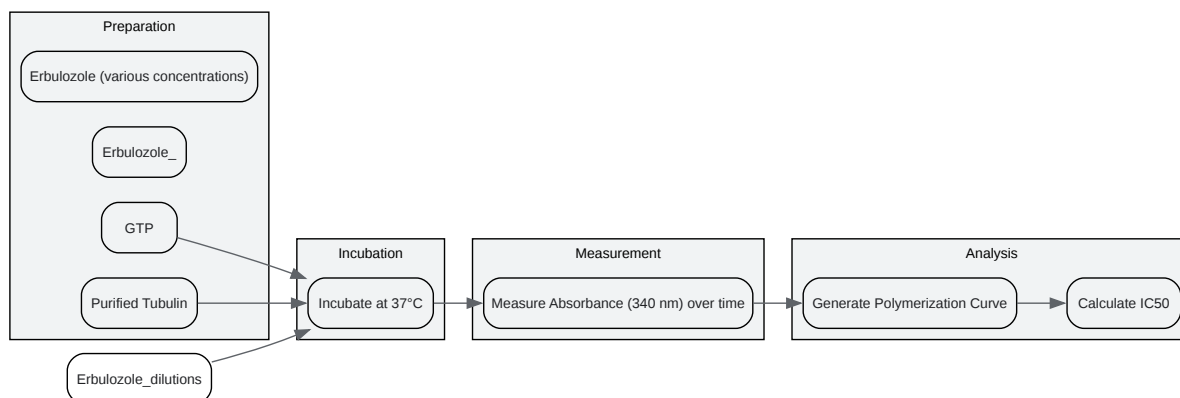 Preparation
Erbulozole (various concentrations)
Erbulozole_
GTP
Purified Tubulin
Erbulozole_dilutions
Incubation
Incubate at 37°C
Measurement
Measure Absorbance (340 nm) over time
Analysis
Generate Polymerization Curve
Calculate IC50